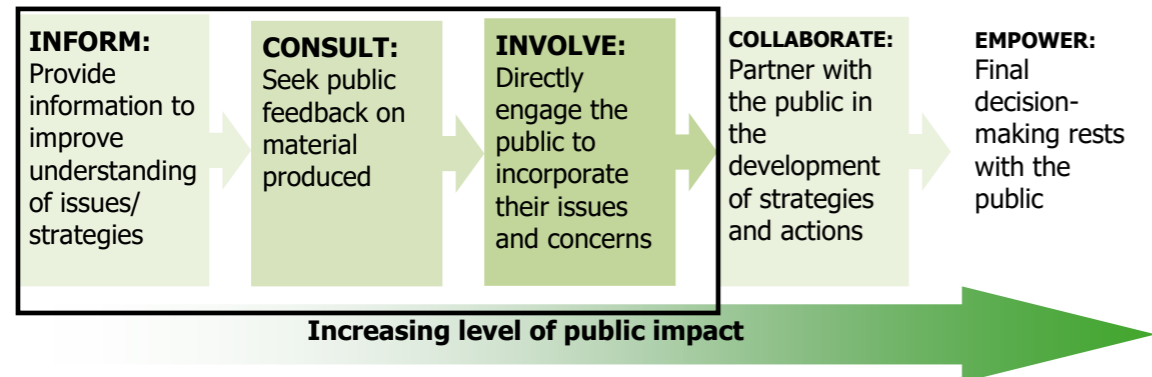 INFORM:
Provide
information to
improve
understanding
of issues/
strategies
CONSULT:
Seek public
feedback on
material
produced
INVOLVE:
Directly
engage the
public to
incorporate
their issues
and concerns
COLLABORATE:
Partner with
the public in
the
development
of strategies
and actions
EMPOWER:
Final
decision-
making rests
with the
public
Increasing level of public impact